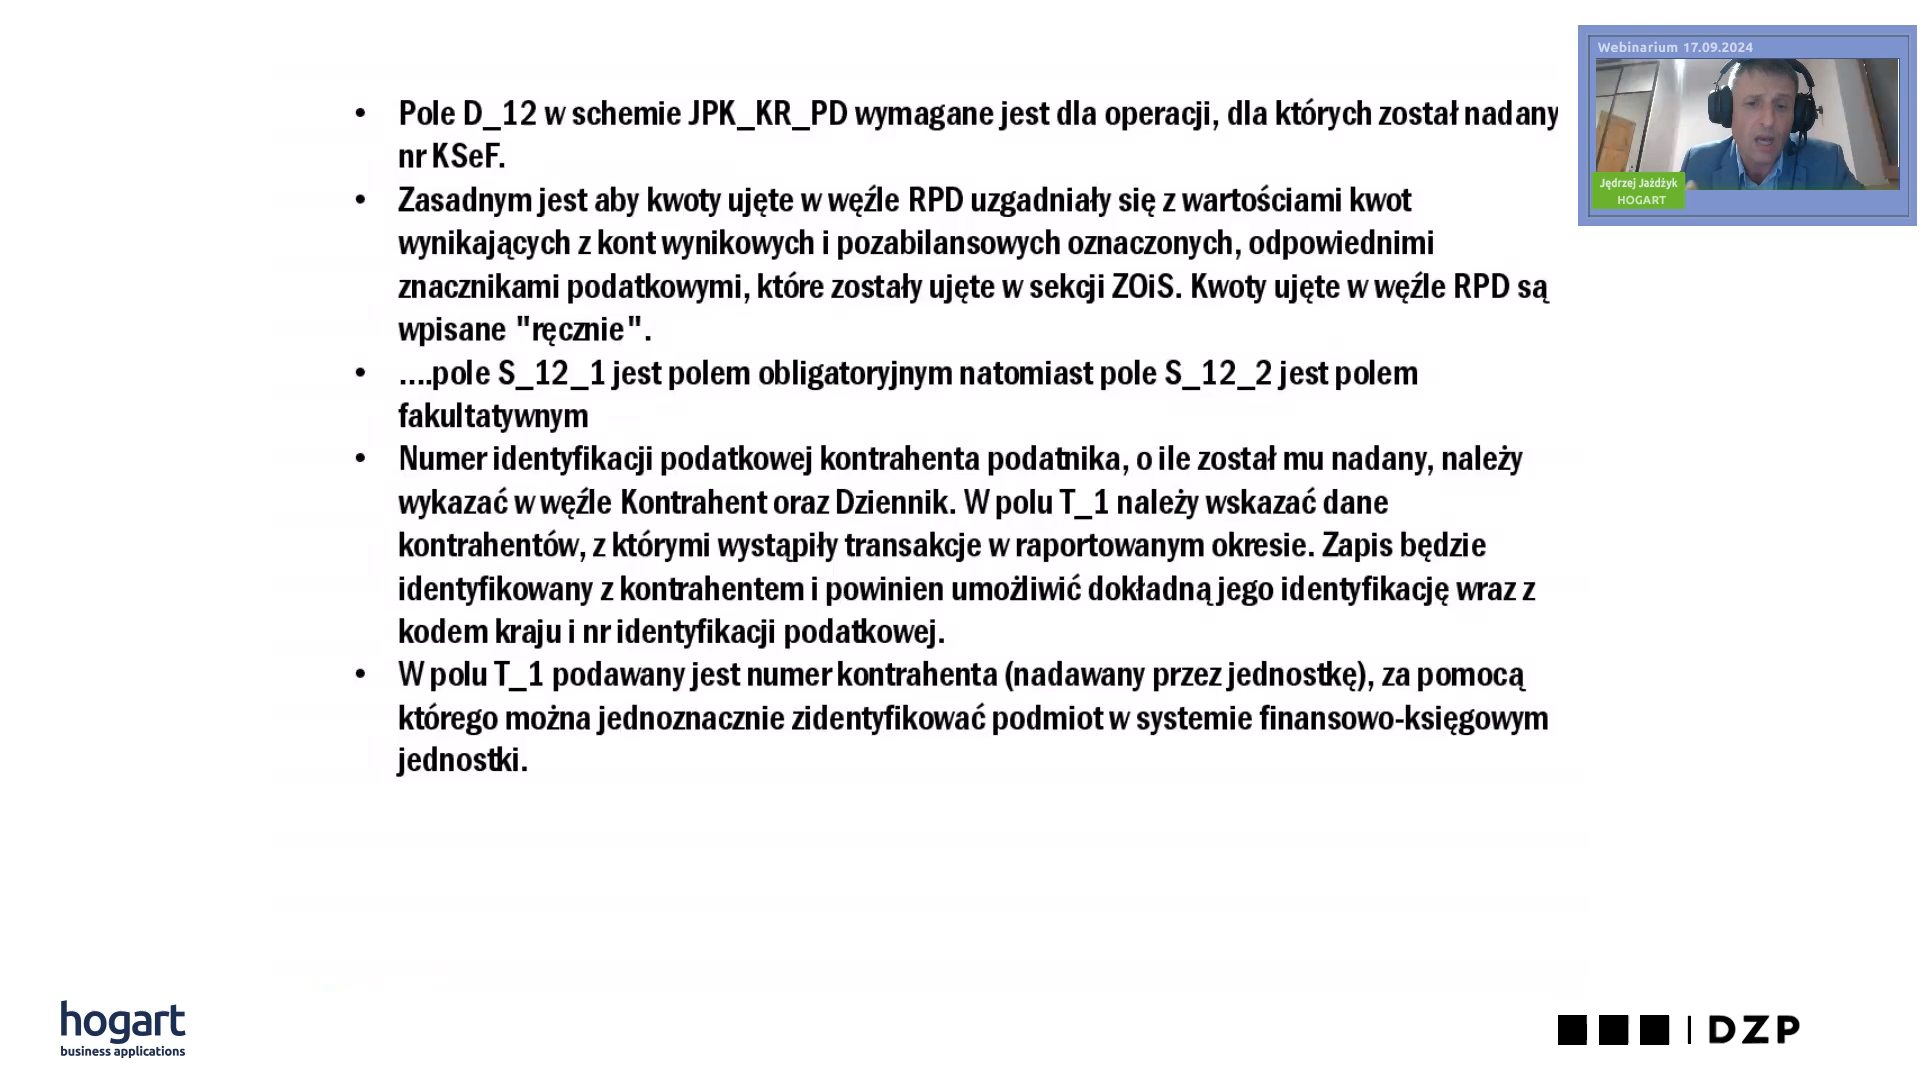 Webinarium 17.09.2024
Jędrzej Jażdżyk
HOGART
• Pole D_12 w schemie JPK_KR_PD wymagane jest dla operacji, dla których został nadany
nr KSeF.
• Zasadnym jest aby kwoty ujęte w węźle RPD uzgadniały się z wartościami kwot
wynikających z kont wynikowych i pozabilansowych oznaczonych, odpowiednimi
znacznikami podatkowymi, które zostały ujęte w sekcji ZOiS. Kwoty ujęte w węźle RPD są
wpisane "ręcznie".
• ....pole S_12_1 jest polem obligatoryjnym natomiast pole S_12_2 jest polem
fakultatywnym
• Numer identyfikacji podatkowej kontrahenta podatnika, o ile został mu nadany, należy
wykazać w węźle Kontrahent oraz Dziennik. W polu T_1 należy wskazać dane
kontrahentów, z którymi wystąpiły transakcje w raportowanym okresie. Zapis będzie
identyfikowany z kontrahentem i powinien umożliwić dokładną jego identyfikację wraz z
kodem kraju i nr identyfikacji podatkowej.
• W polu T_1 podawany jest numer kontrahenta (nadawany przez jednostkę), za pomocą
którego można jednoznacznie zidentyfikować podmiot w systemie finansowo-księgowym
jednostki.
hogart
business applications
DZP